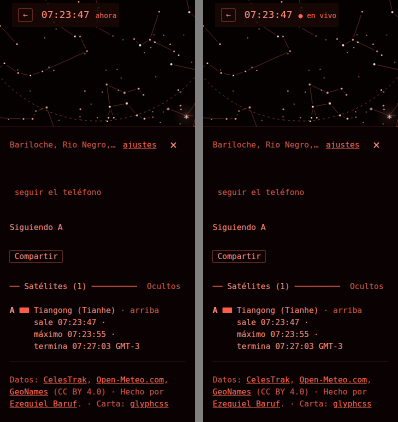 ← 07:23:47 ahora
Bariloche, Río Negro,… ajustes ×
seguir el teléfono
Siguiendo A
Compartir
Satélites (1) Ocultos
A Tiangong (Tianhe) · arriba
sale 07:23:47 ·
máximo 07:23:55 ·
termina 07:27:03 GMT-3
Datos: CelesTrak, Open-Meteo.com,
GeoNames (CC BY 4.0) · Hecho por
Ezequiel Baruf. · Carta: glyphcss
← 07:23:47 ● en vivo
Bariloche, Río Negro,… ajustes ×
seguir el teléfono
Siguiendo A
Compartir
Satélites (1) Ocultos
A Tiangong (Tianhe) · arriba
sale 07:23:47 ·
máximo 07:23:55 ·
termina 07:27:03 GMT-3
Datos: CelesTrak, Open-Meteo.com,
GeoNames (CC BY 4.0) · Hecho por
Ezequiel Baruf. · Carta: glyphcss